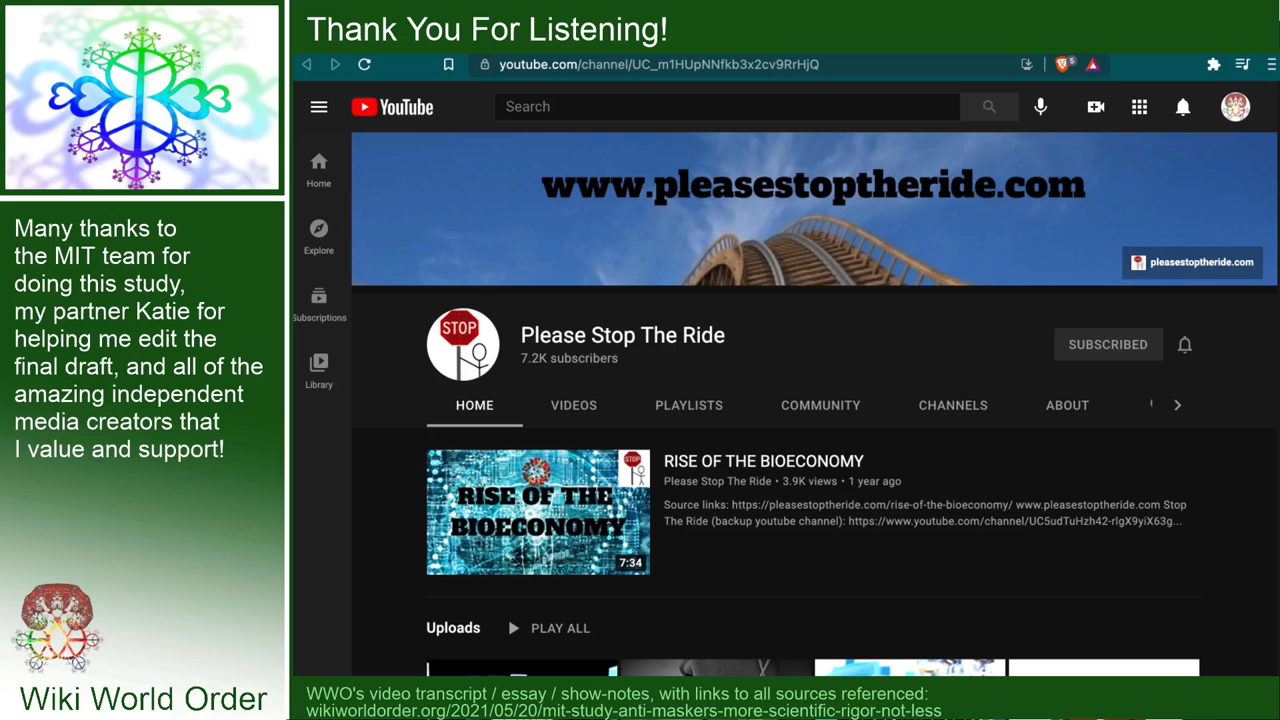 Thank You For Listening!
youtube.com/channel/UC_m1HUpNNfkb3x2cv9RrHjQ
5
YouTube
Search
www.pleasestoptheride.com
pleasestoptheride.com
Home
Explore
Subscriptions
Library
STOP
Please Stop The Ride
7.2K subscribers
SUBSCRIBED
HOME
VIDEOS
PLAYLISTS
COMMUNITY
CHANNELS
ABOUT
STOP
RISE OF THE
BIOECONOMY
7:34
RISE OF THE BIOECONOMY
Please Stop The Ride • 3.9K views • 1 year ago
Source links: https://pleasestoptheride.com/rise-of-the-bioeconomy/ www.pleasestoptheride.com Stop
The Ride (backup youtube channel): https://www.youtube.com/channel/UC5udTuHzh42-rlgX9yiX63g...
Uploads
PLAY ALL
Many thanks to
the MIT team for
doing this study,
my partner Katie for
helping me edit the
final draft, and all of the
amazing independent
media creators that
I value and support!
Wiki World Order
WWO's video transcript / essay / show-notes, with links to all sources referenced:
wikiworldorder.org/2021/05/20/mit-study-anti-maskers-more-scientific-rigor-not-less